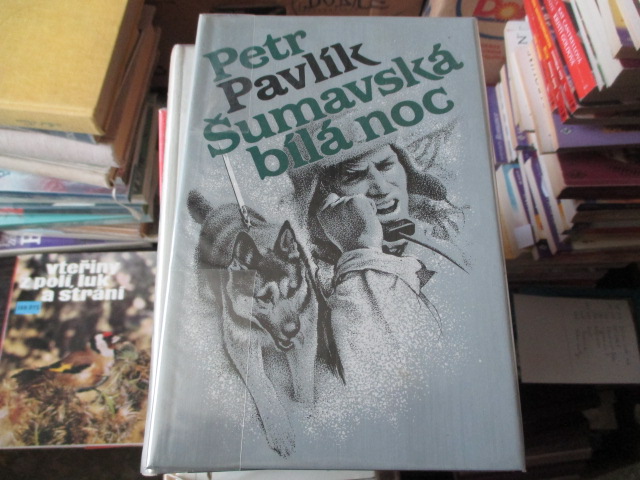 Petr
Pavlík
Šumavská
bílá noc
vteřiny
z polí, luk
a strání